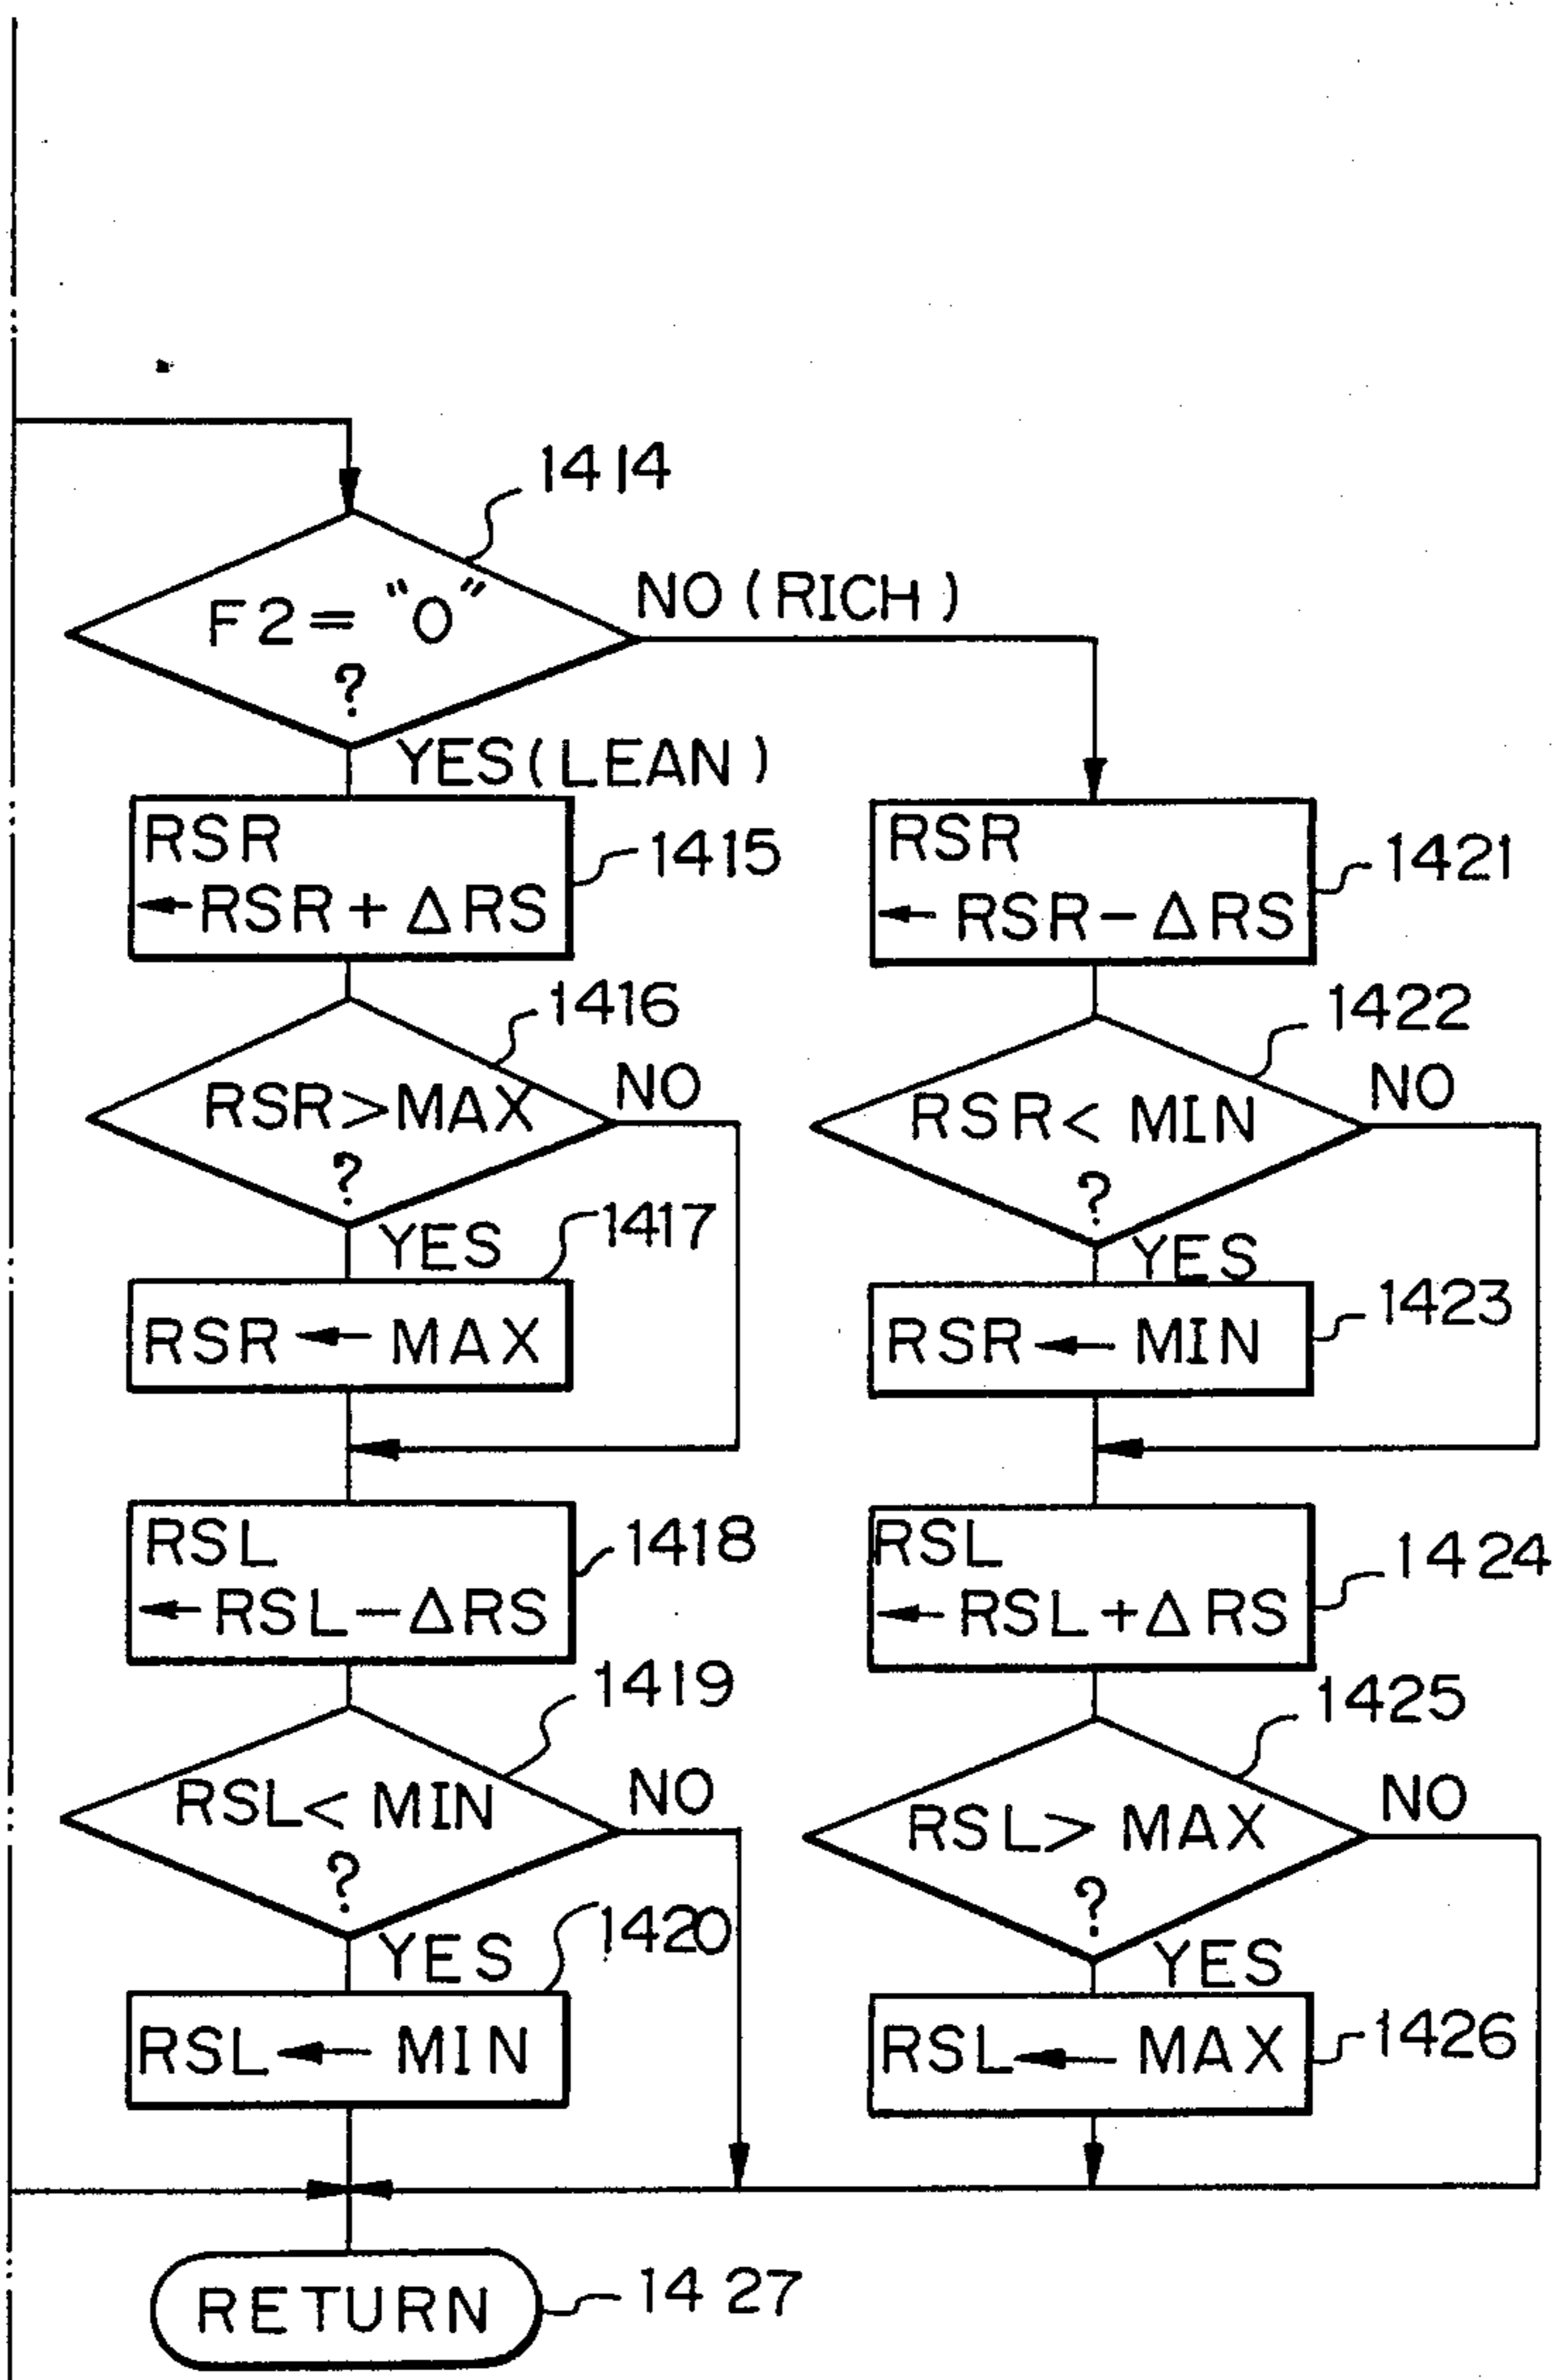 1414
F2= "0"
?
NO (RICH)
YES (LEAN)
RSR
←RSR+ΔRS
1415
1416
RSR>MAX
?
NO
YES
1417
RSR←MAX
RSL
←RSL-ΔRS
1418
1419
RSL< MIN
?
NO
YES
1420
RSL←MIN
RSR
←RSR-ΔRS
1421
1422
RSR< MIN
?
NO
YES
1423
RSR←MIN
RSL
←RSL+ΔRS
1424
1425
RSL> MAX
?
NO
YES
RSL←MAX
1426
RETURN
1427